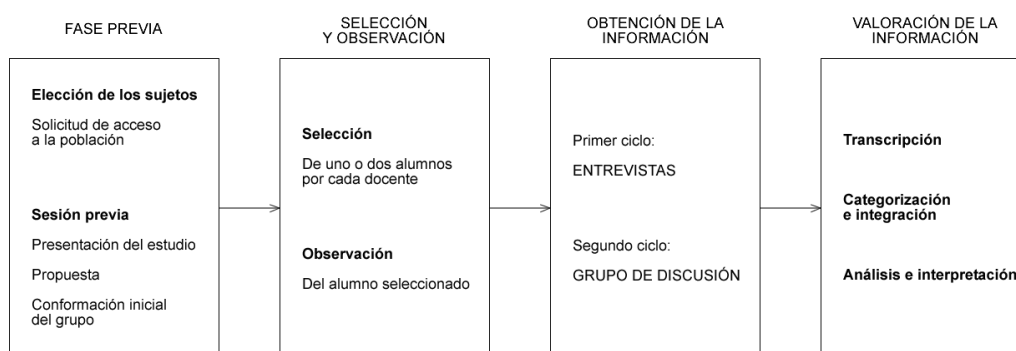 FASE PREVIA
Elección de los sujetos
Solicitud de acceso
a la población
Sesión previa
Presentación del estudio
Propuesta
Conformación inicial
del grupo
SELECCIÓN
Y OBSERVACIÓN
Selección
De uno o dos alumnos
por cada docente
Observación
Del alumno seleccionado
OBTENCIÓN DE LA
INFORMACIÓN
Primer ciclo:
ENTREVISTAS
Segundo ciclo:
GRUPO DE DISCUSIÓN
VALORACIÓN DE LA
INFORMACIÓN
Transcripción
Categorización
e integración
Análisis e interpretación